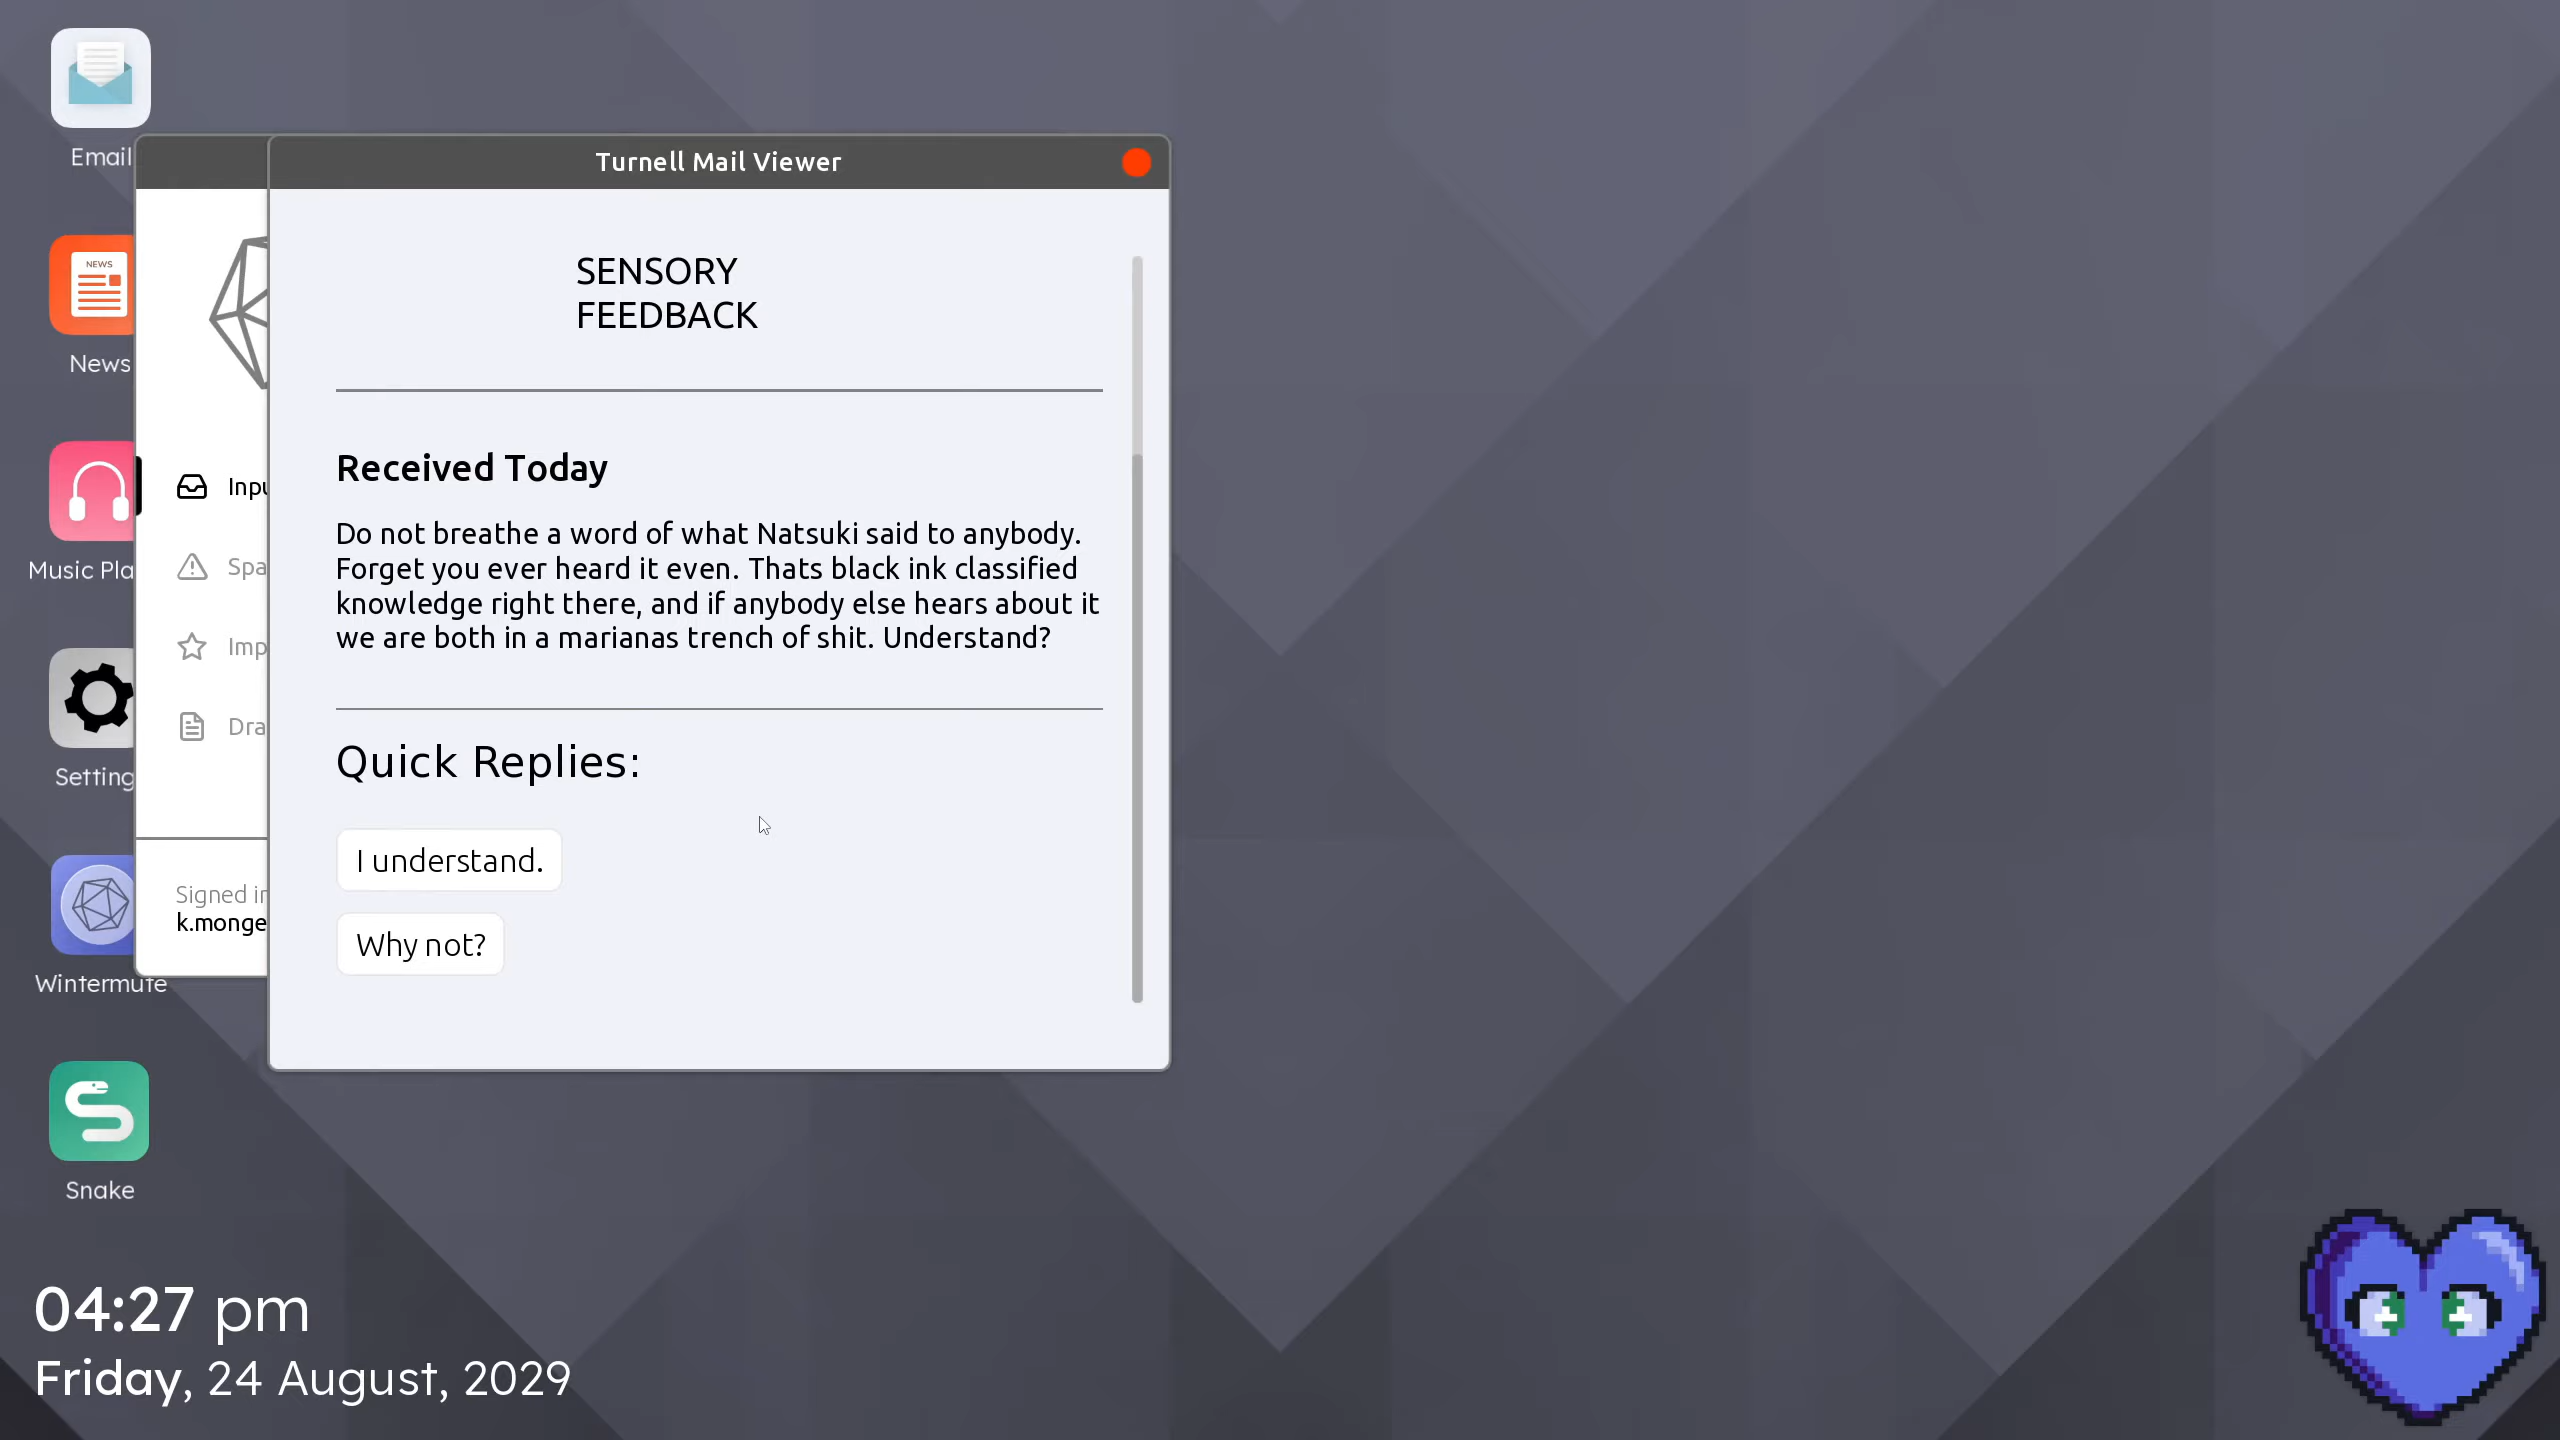 Email
NEWS
News
Music Pla
Setting
Wintermute
Snake
Inpu
Spa
Imp
Dra
Signed in
k.monge
Turnell Mail Viewer
SENSORY
FEEDBACK
Received Today
Do not breathe a word of what Natsuki said to anybody.
Forget you ever heard it even. Thats black ink classified
knowledge right there, and if anybody else hears about it
we are both in a marianas trench of shit. Understand?
Quick Replies:
I understand.
Why not?
04:27 pm
Friday, 24 August, 2029